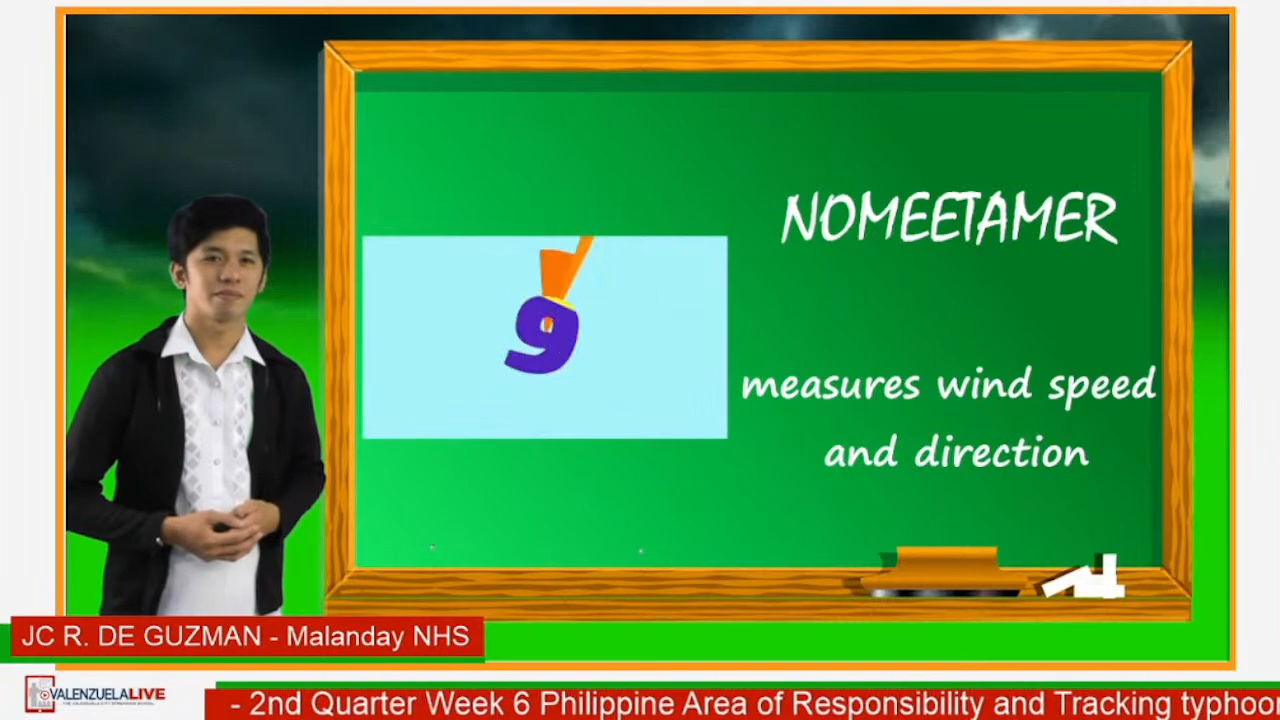 NOMEETAMER
9
measures wind speed
and direction
JC R. DE GUZMAN - Malanday NHS
VALENZUELALIVE
- 2nd Quarter Week 6 Philippine Area of Responsibility and Tracking typhoo